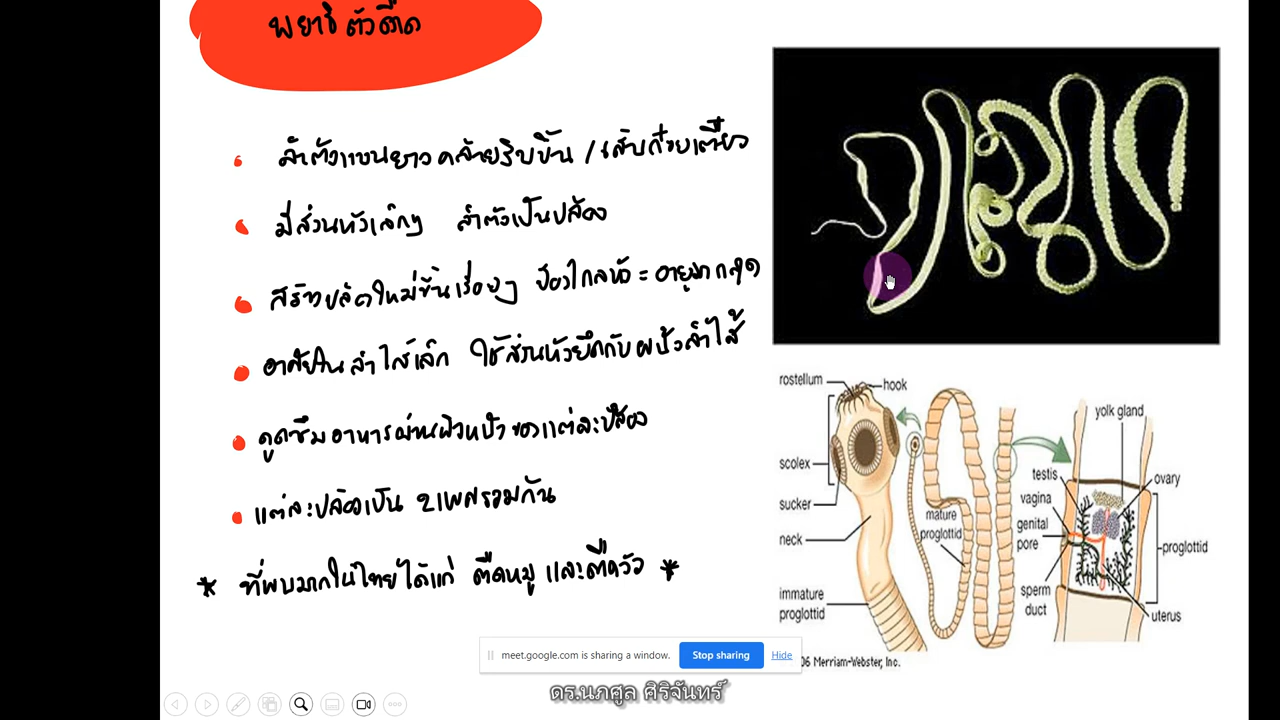 พยาธิ ตัวตืด
ลำตัวแบนยาว คล้ายริบบิ้น / เส้นก๋วยเตี๋ยว
มีส่วนหัวเล็กๆ ลำตัวเป็นปล้อง
สร้างปล้องใหม่ขึ้นเรื่อยๆ ปล้องใกลหัว = อายุมากสุด
อาศัยในลำไส้เล็ก ใช้ส่วนหัวยึดกับผนังลำไส้
ดูดซึมอาหารผ่านผิวหนังของแต่ละปล้อง
แต่ละปล้องเป็น 2 เพศรวมกัน
* ที่พบมากในไทยได้แก่ ตืดหมู และตืดวัว *
rostellum
hook
scolex
sucker
neck
immature
proglottid
mature
proglottid
yolk gland
testis
ovary
vagina
genital
pore
proglottid
sperm
duct
uterus
06 Merriam-Webster, Inc.
meet.google.com is sharing a window.
Stop sharing
Hide
ดร.นภศูล ศิริจันทร์